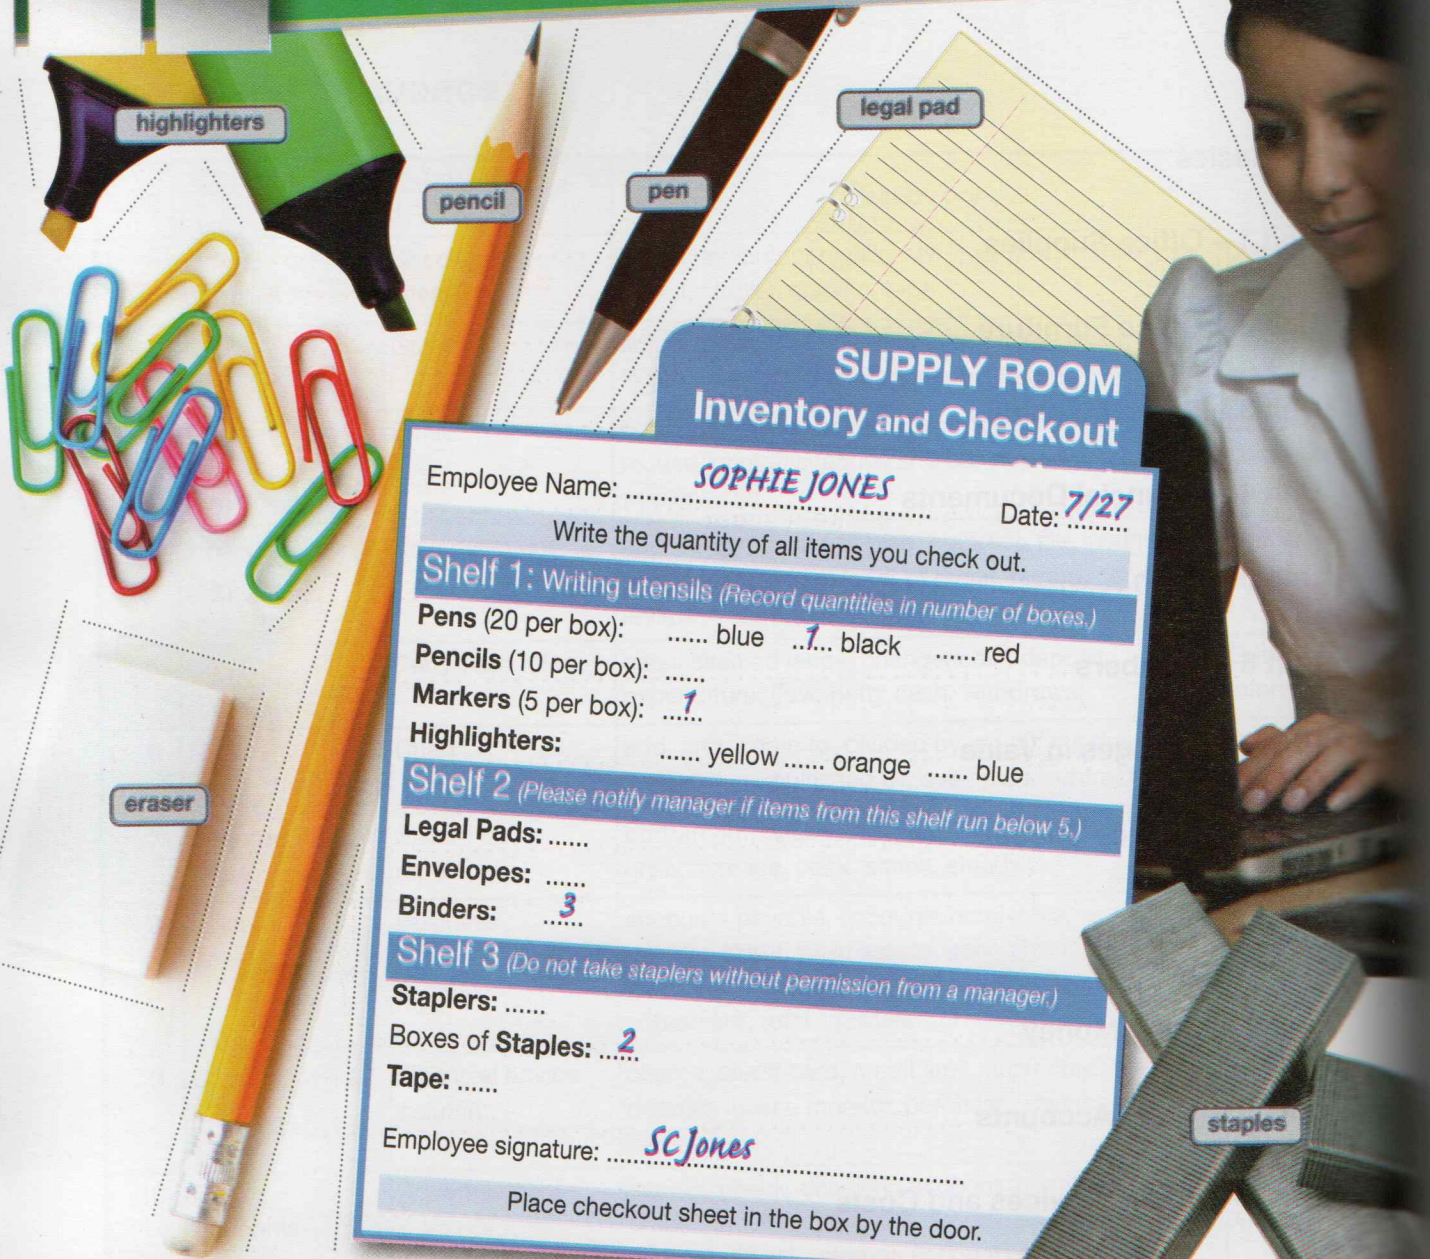 highlighters
pencil
pen
legal pad
SUPPLY ROOM
Inventory and Checkout
Employee Name: ..... SOPHIE JONES ..... Date: 7/27
Write the quantity of all items you check out.
Shelf 1: Writing utensils (Record quantities in number of boxes.)
Pens (20 per box): ...... blue ..1... black ...... red
Pencils (10 per box): ......
Markers (5 per box): ..1...
Highlighters: ...... yellow ...... orange ...... blue
Shelf 2 (Please notify manager if items from this shelf run below 5.)
Legal Pads: ......
Envelopes: ......
Binders: ..3...
Shelf 3 (Do not take staplers without permission from a manager.)
Staplers: ......
Boxes of Staples: ..2...
Tape: ......
Employee signature: ..... SC Jones .....
Place checkout sheet in the box by the door.
eraser
staples